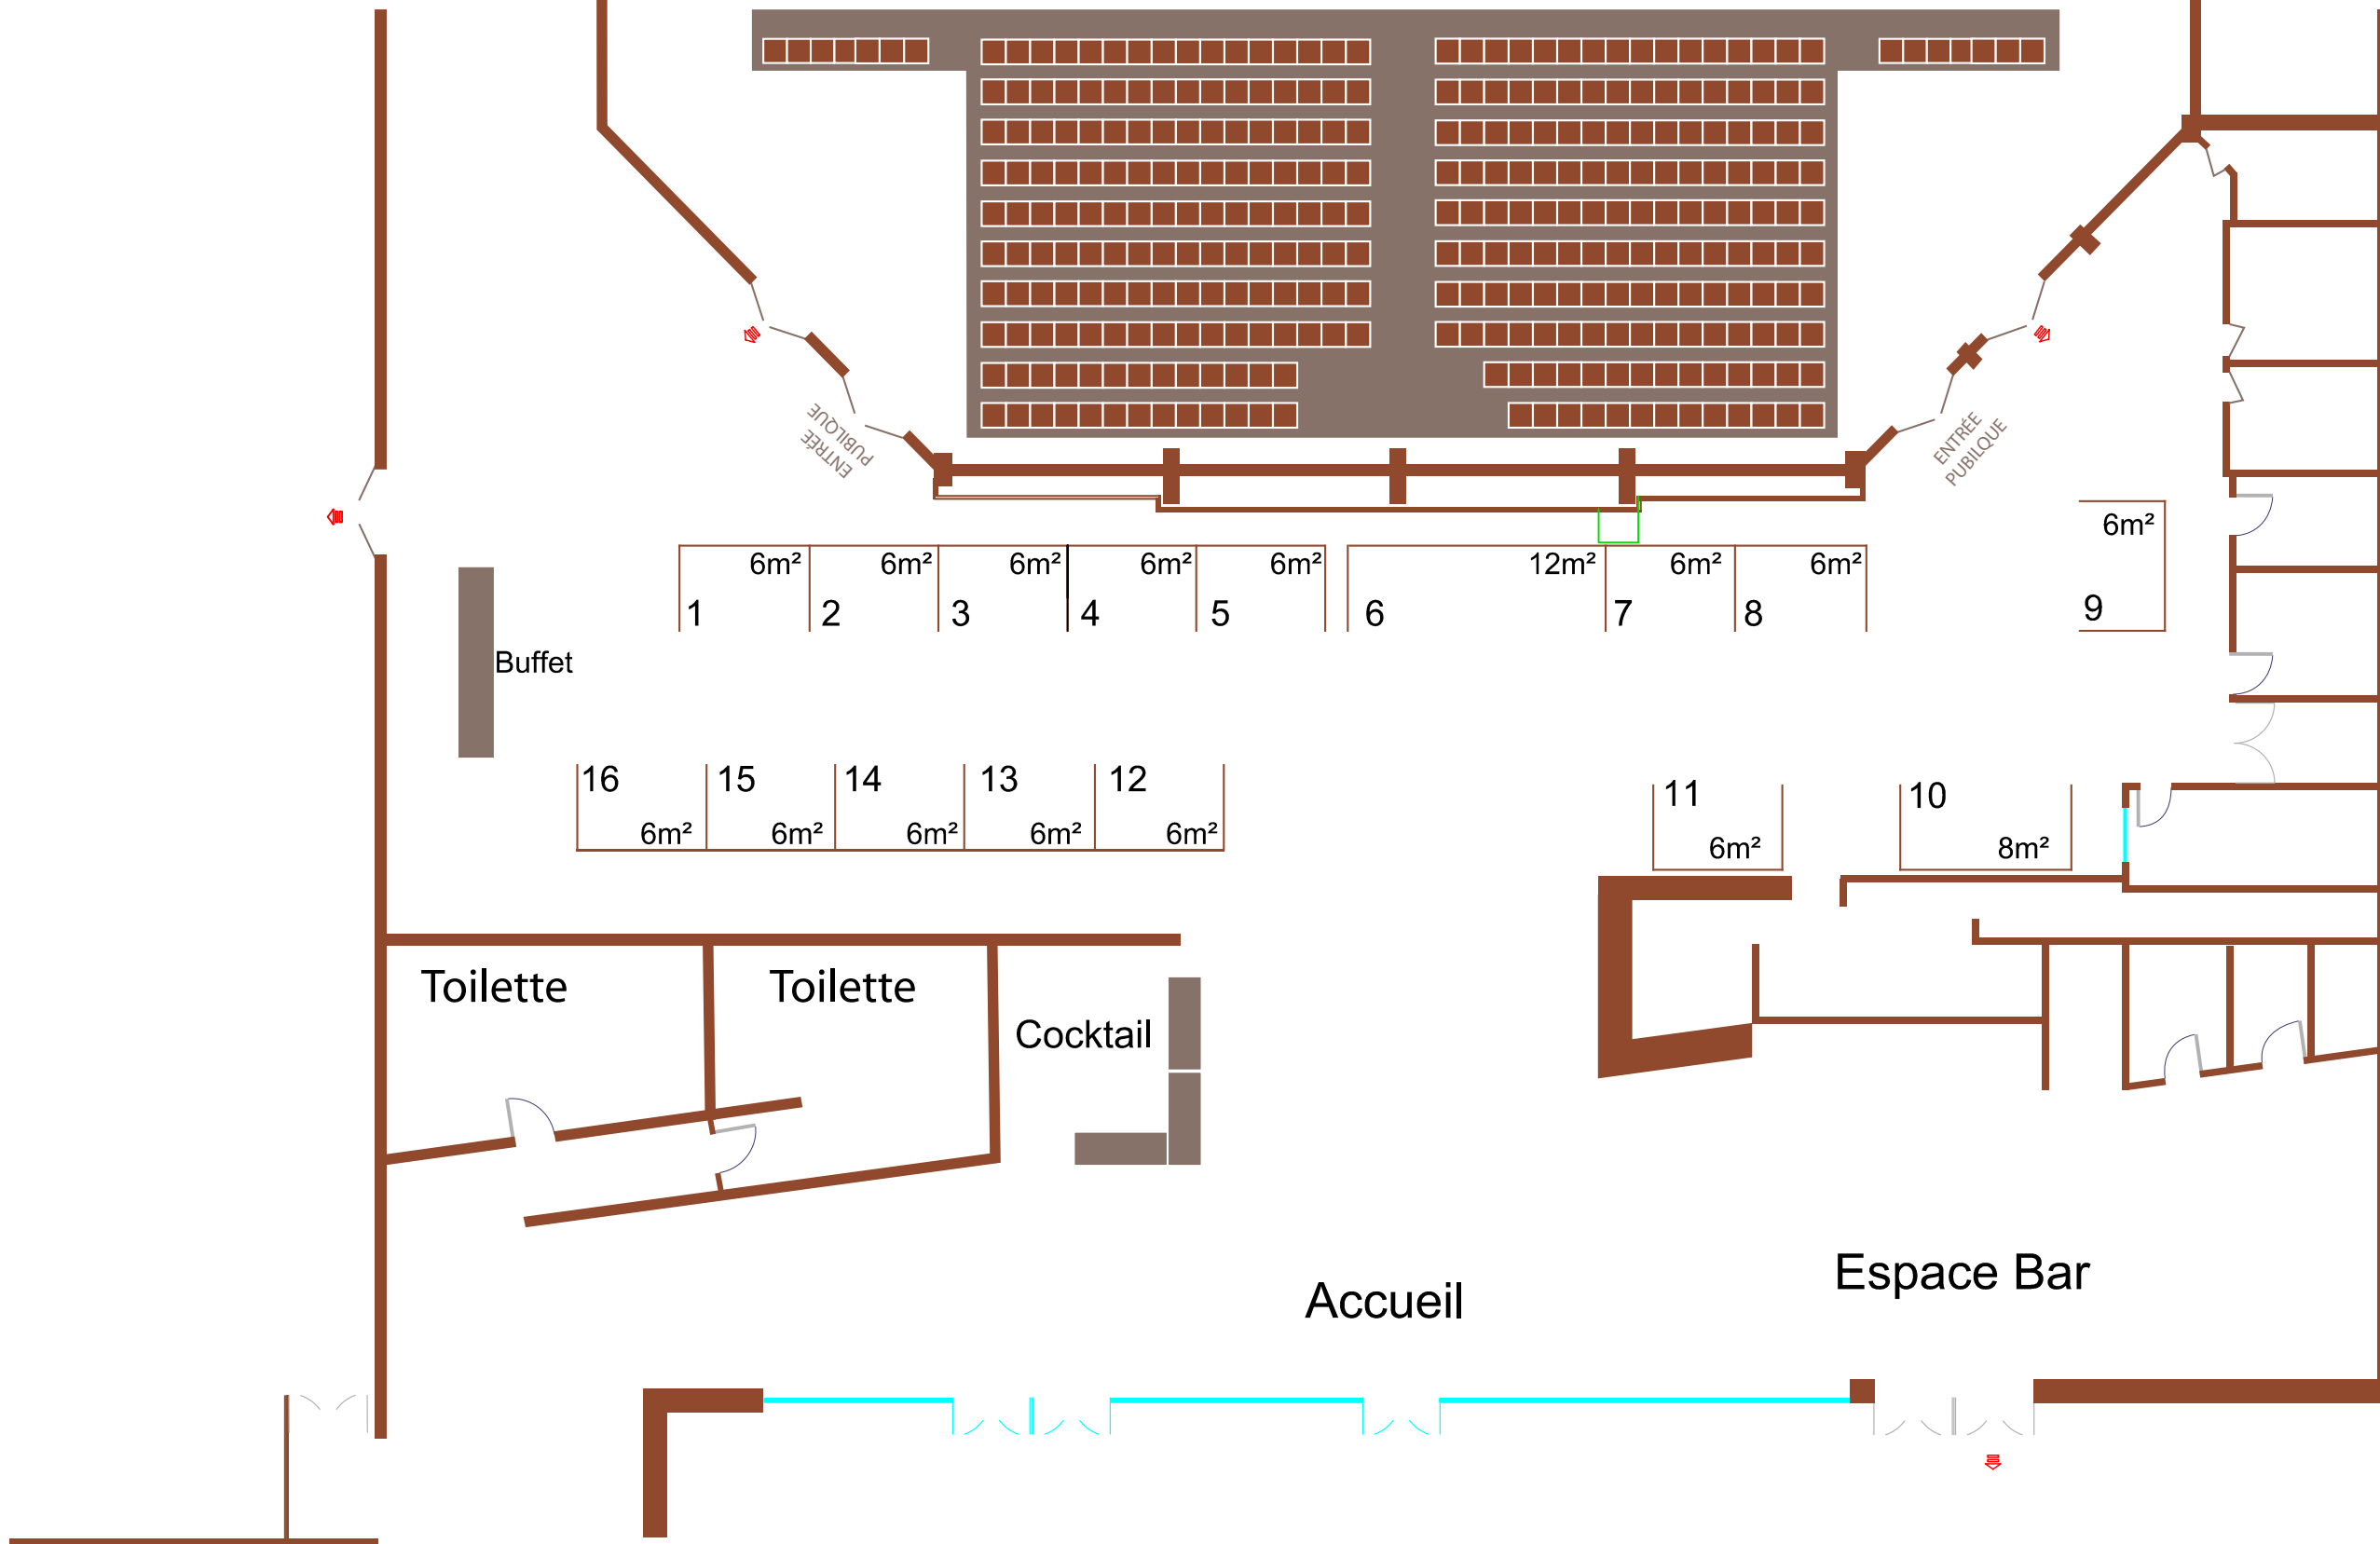 ENTRÉE
PUBILQUE
ENTRÉE
PUBILQUE
6m² 6m² 6m² 6m² 6m² 12m² 6m² 6m² 6m²
1 2 3 4 5 6 7 8 9
Buffet
16 15 14 13 12 11 10
6m² 6m² 6m² 6m² 6m² 6m² 8m²
Toilette Toilette
Cocktail
Espace Bar
Accueil